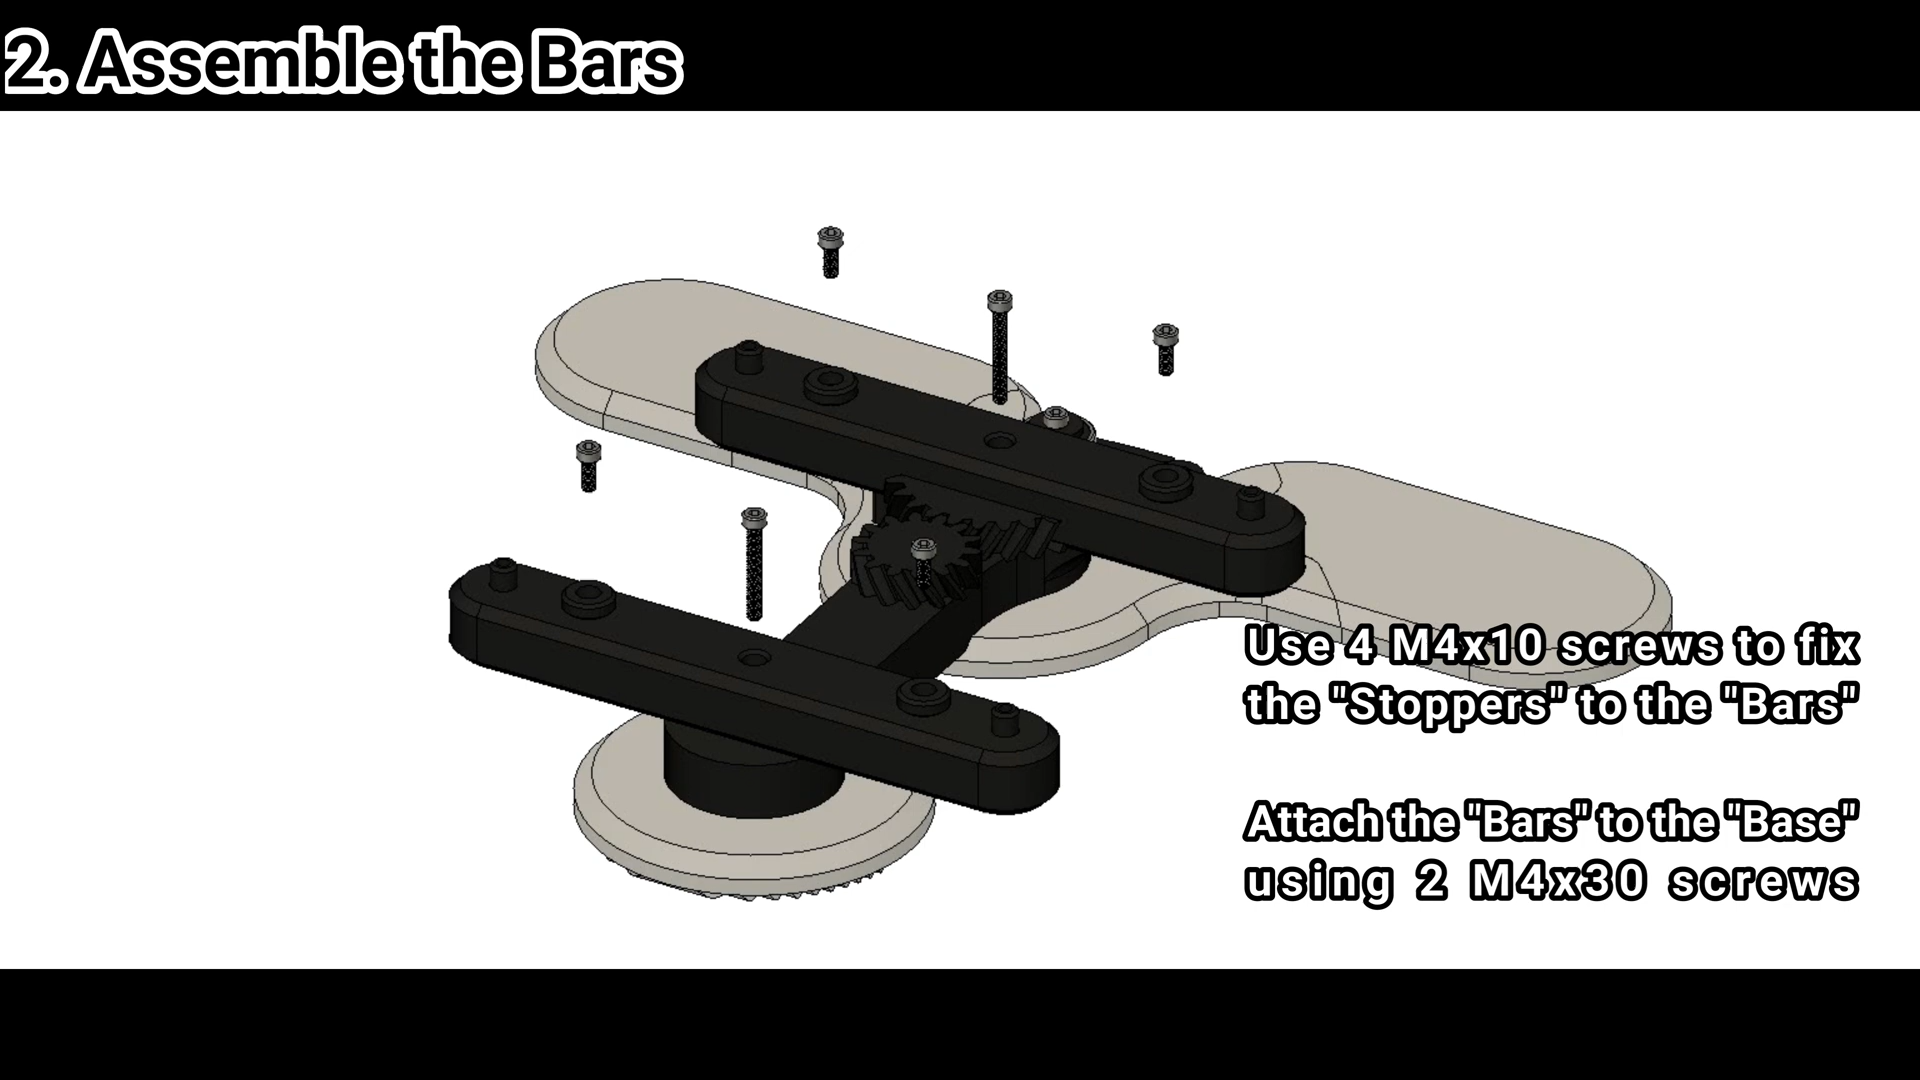 2. Assemble the Bars
Use 4 M4x10 screws to fix
the "Stoppers" to the "Bars"
Attach the "Bars" to the "Base"
using 2 M4x30 screws